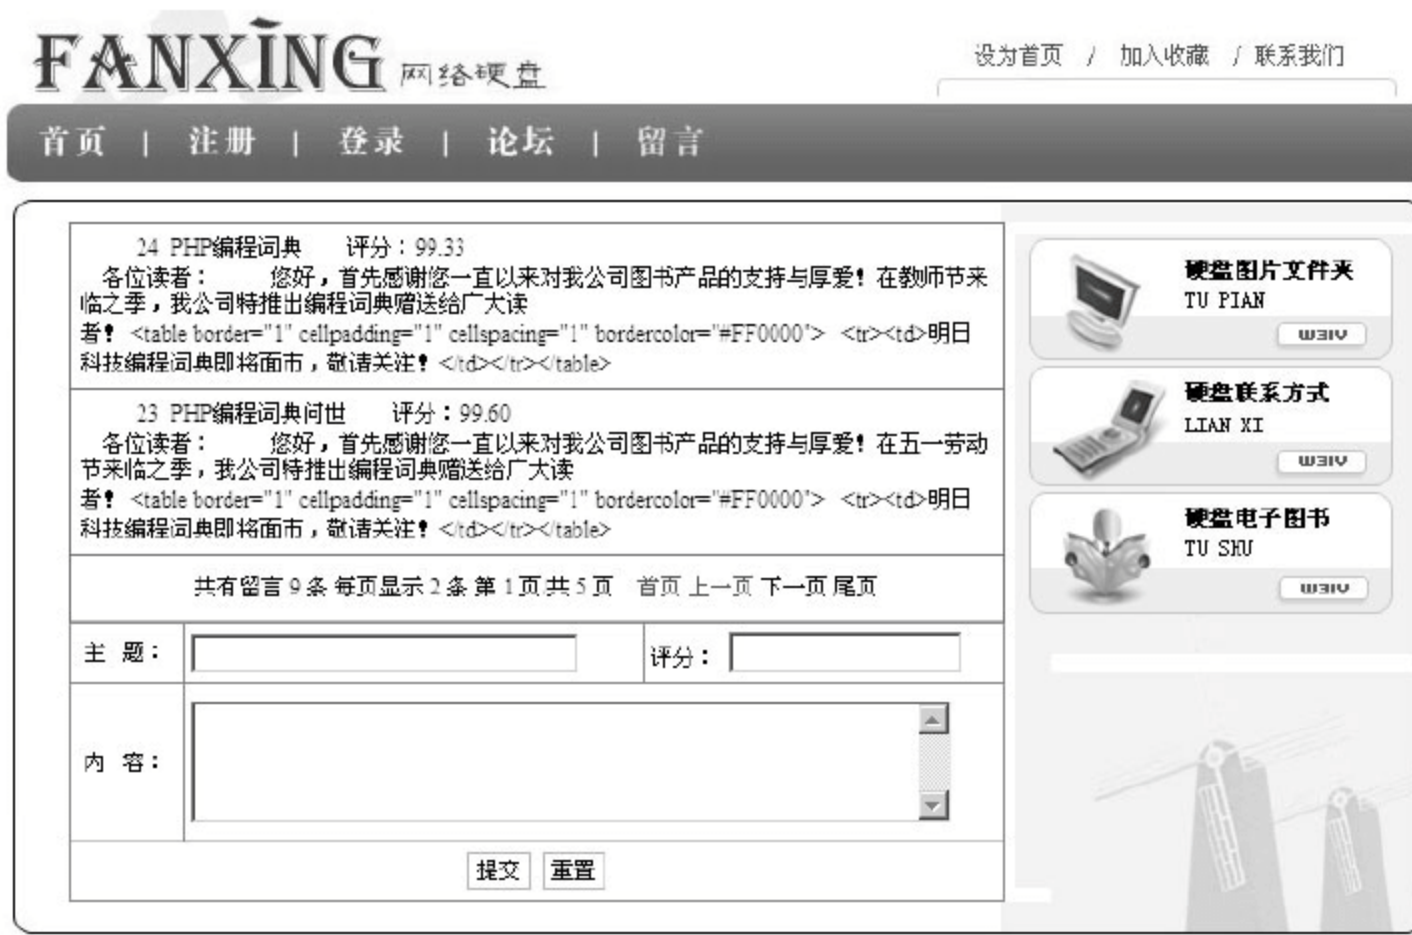 FANXING 网络硬盘
设为首页 / 加入收藏 / 联系我们
首页 | 注册 | 登录 | 论坛 | 留言
24 PHP编程词典 评分：99.33
各位读者： 您好，首先感谢您一直以来对我公司图书产品的支持与厚爱！在教师节来
临之季，我公司特推出编程词典赠送给广大读
者！<table border="1" cellpadding="1" cellspacing="1" bordercolor="#FF0000"> <tr><td>明日
科技编程词典即将面市，敬请关注！</td></tr></table>
23 PHP编程词典问世 评分：99.60
各位读者： 您好，首先感谢您一直以来对我公司图书产品的支持与厚爱！在五一劳动
节来临之季，我公司特推出编程词典赠送给广大读
者！<table border="1" cellpadding="1" cellspacing="1" bordercolor="#FF0000"> <tr><td>明日
科技编程词典即将面市，敬请关注！</td></tr></table>
共有留言 9 条 每页显示 2 条 第 1 页 共 5 页 首页 上一页 下一页 尾页
主 题： 评分：
内 容：
提交 重置
硬盘图片文件夹
TU PIAN
VIEW
硬盘联系方式
LIAN XI
VIEW
硬盘电子图书
TU SHU
VIEW